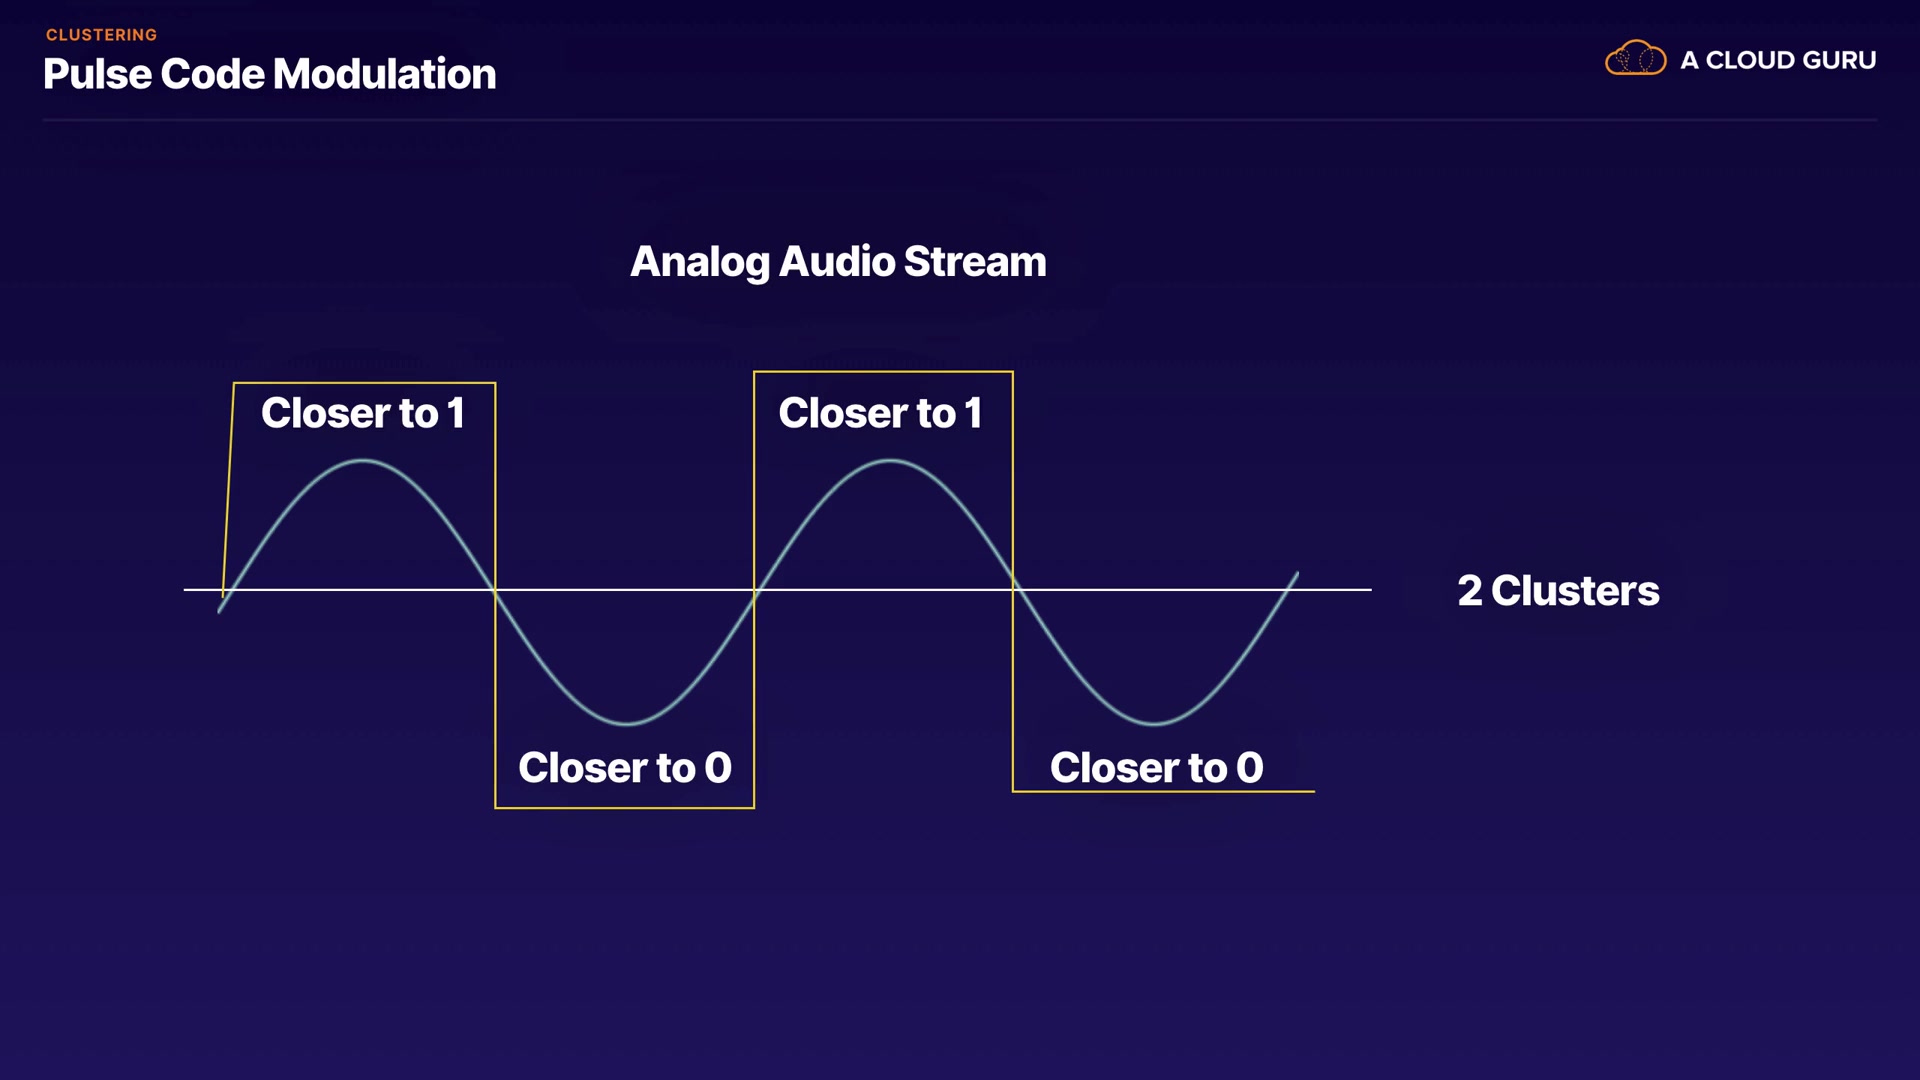 CLUSTERING
Pulse Code Modulation
A CLOUD GURU
Analog Audio Stream
Closer to 1
Closer to 1
2 Clusters
Closer to 0
Closer to 0